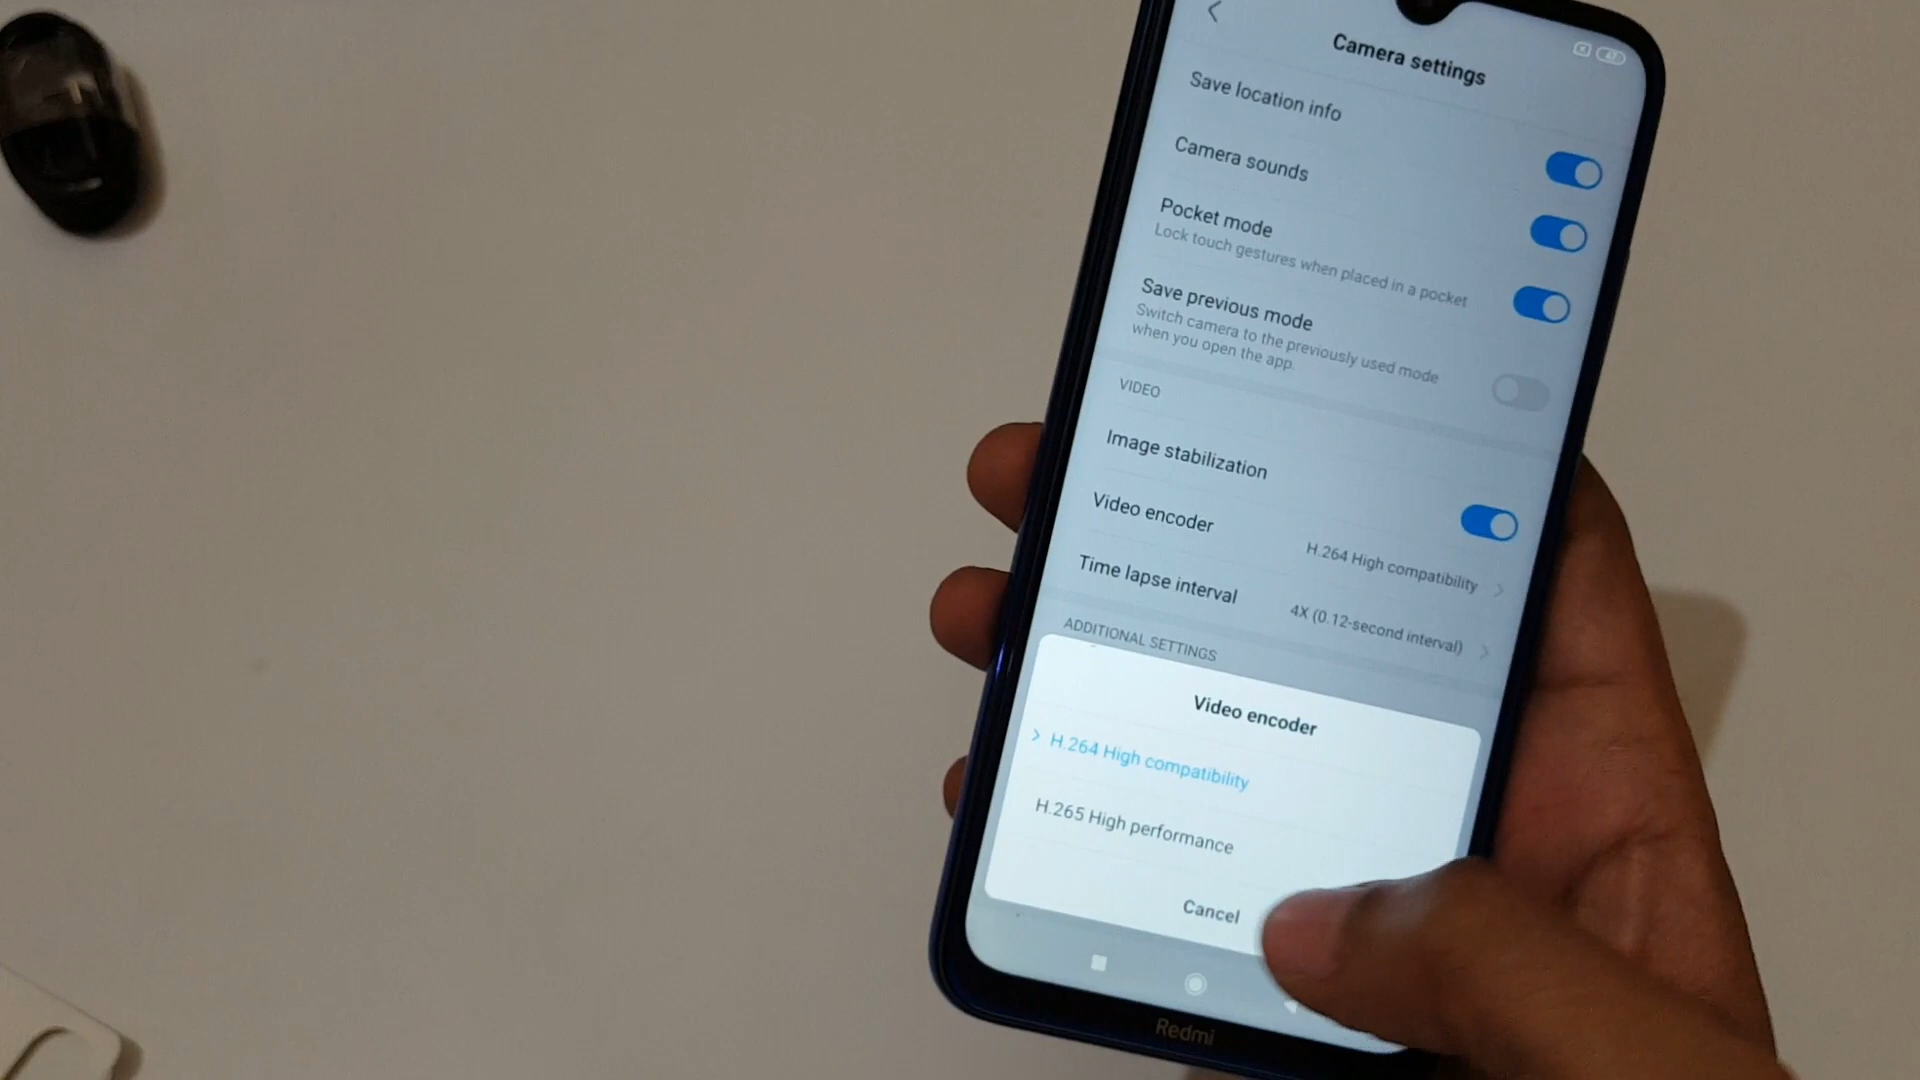 Camera settings
Save location info
Camera sounds
Pocket mode
Lock touch gestures when placed in a pocket
Save previous mode
Switch camera to the previously used mode
when you open the app.
VIDEO
Image stabilization
Video encoder
H.264 High compatibility
Time lapse interval
4X (0.12-second interval)
ADDITIONAL SETTINGS
Video encoder
H.264 High compatibility
H.265 High performance
Cancel
Redmi